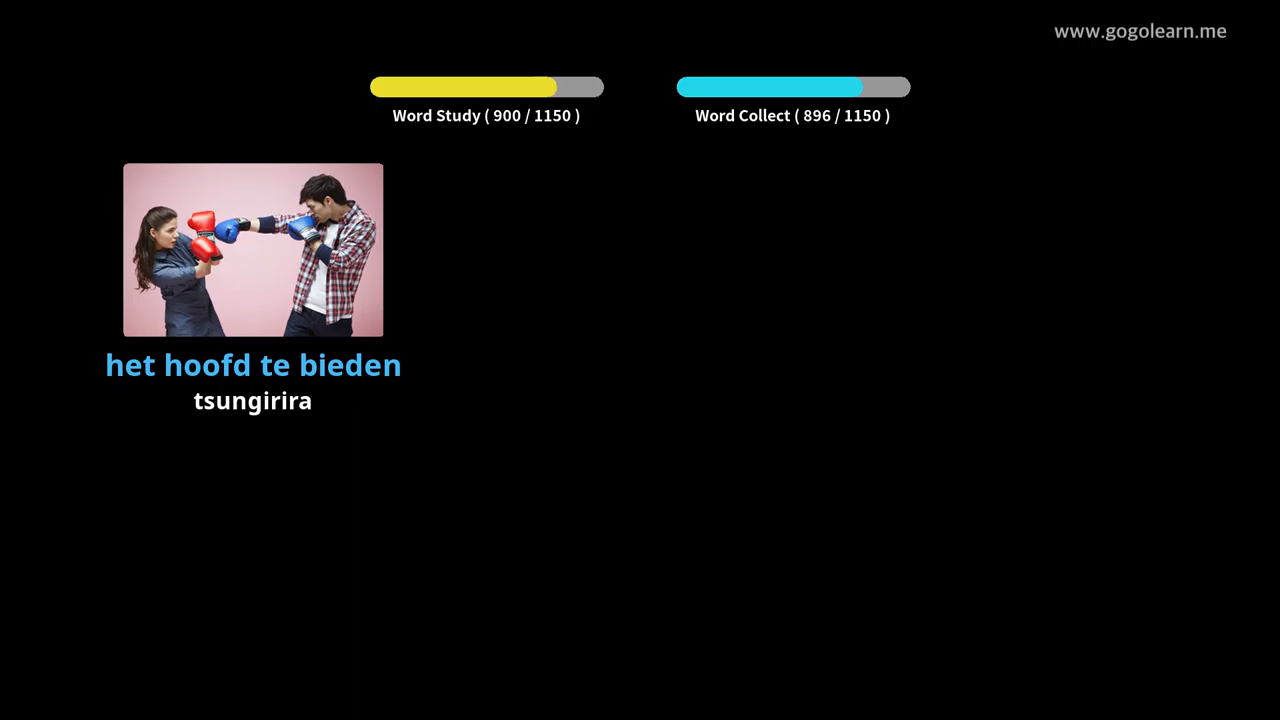 www.gogolearn.me
Word Study ( 900 / 1150 )
Word Collect ( 896 / 1150 )
het hoofd te bieden
tsungirira